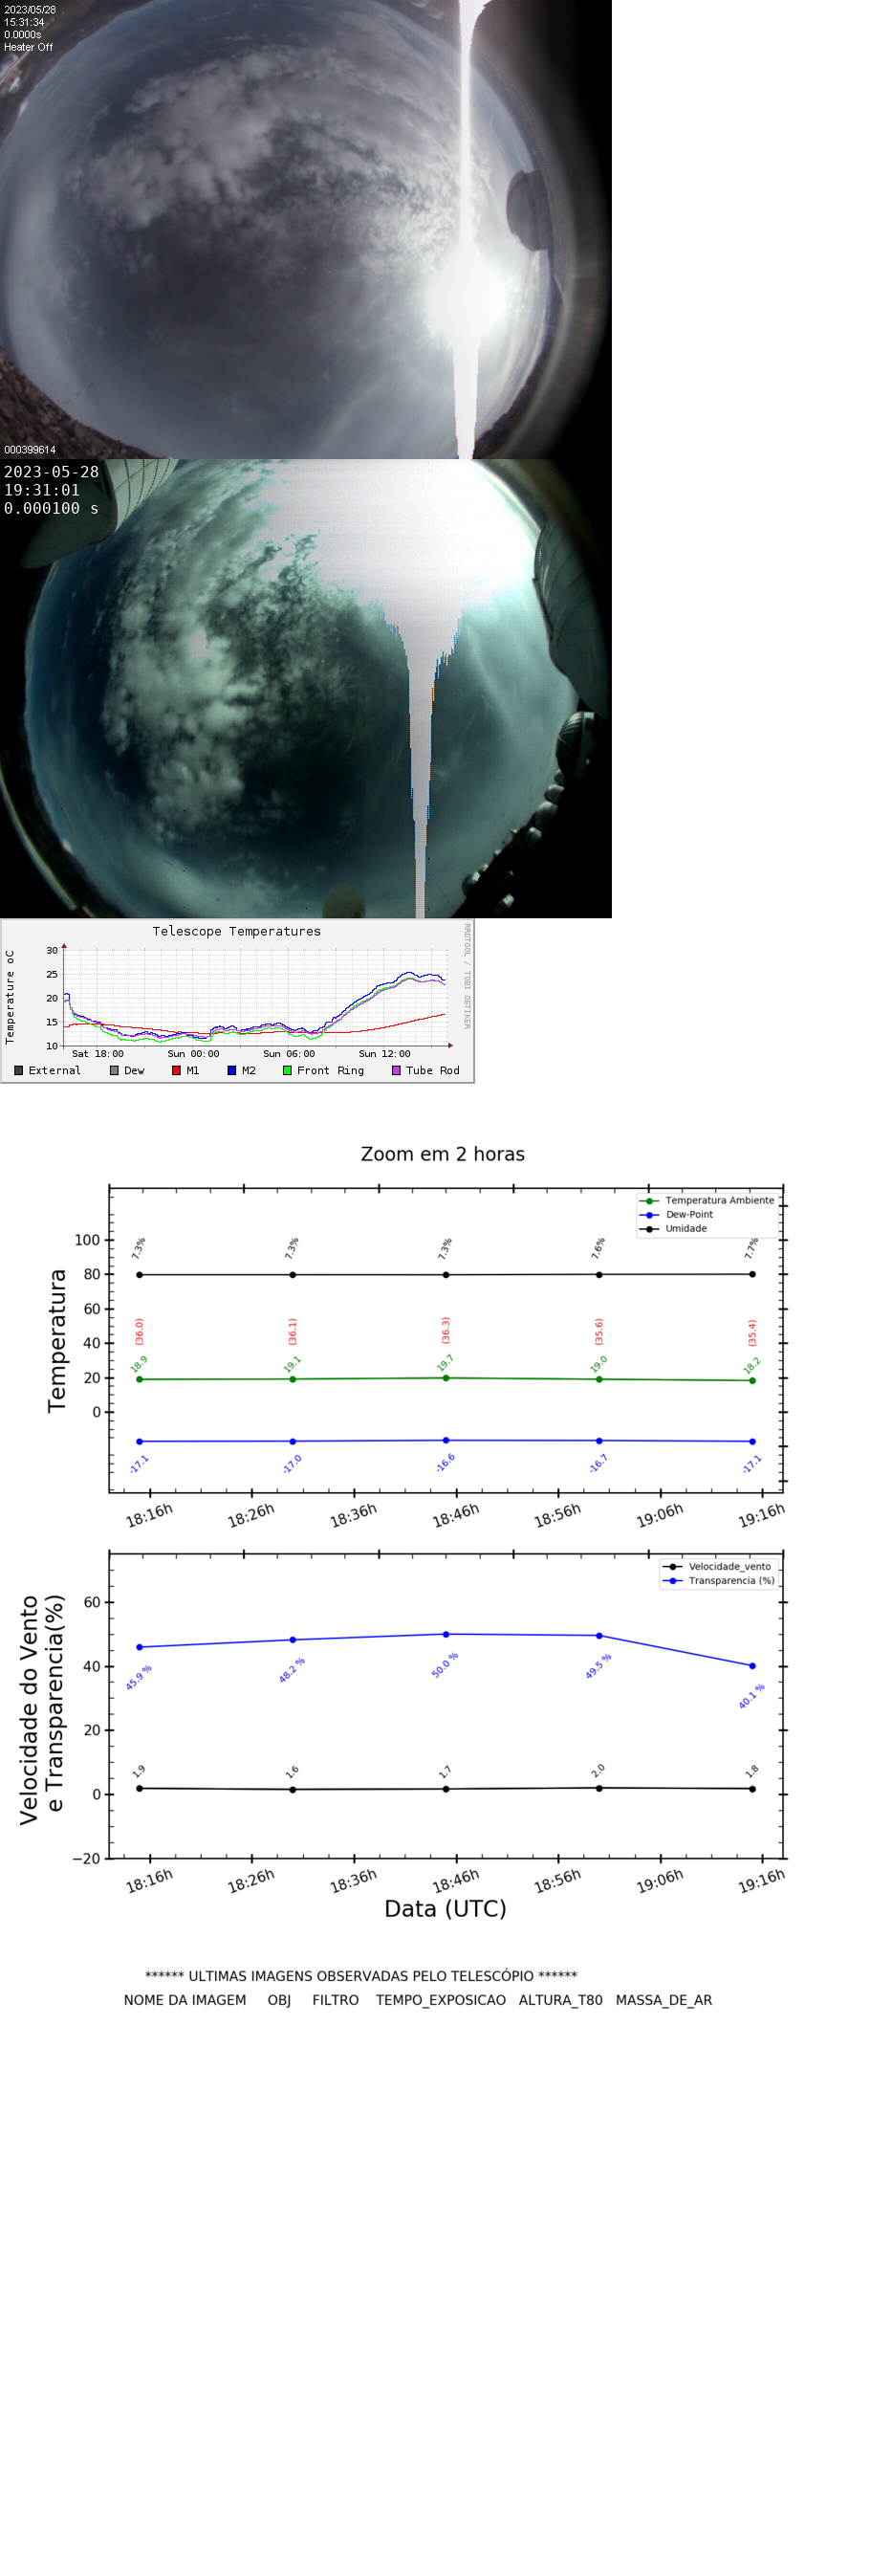 2023/05/28
15:31:34
0.0000s
Heater Off
000399614
2023-05-28
19:31:01
0.000100 s
Telescope Temperatures
RRDTOOL / TOBI OETIKER
Temperature oC
30
25
20
15
10
Sat 18:00 Sun 00:00 Sun 06:00 Sun 12:00
External Dew M1 M2 Front Ring Tube Rod
Zoom em 2 horas
Temperatura Ambiente
Dew-Point
Umidade
Temperatura
100
80
60
40
20
0
7.3% 7.3% 7.3% 7.6% 7.7%
(36.0) (36.1) (36.3) (35.6) (35.4)
18.9 19.1 19.7 19.0 18.2
-17.1 -17.0 -16.6 -16.7 -17.1
18:16h 18:26h 18:36h 18:46h 18:56h 19:06h 19:16h
Velocidade_vento
Transparencia (%)
Velocidade do Vento
e Transparencia(%)
60
40
20
0
−20
45.9 % 48.2 % 50.0 % 49.5 % 40.1 %
1.9 1.6 1.7 2.0 1.8
18:16h 18:26h 18:36h 18:46h 18:56h 19:06h 19:16h
Data (UTC)
****** ULTIMAS IMAGENS OBSERVADAS PELO TELESCÓPIO ******
NOME DA IMAGEM OBJ FILTRO TEMPO_EXPOSICAO ALTURA_T80 MASSA_DE_AR